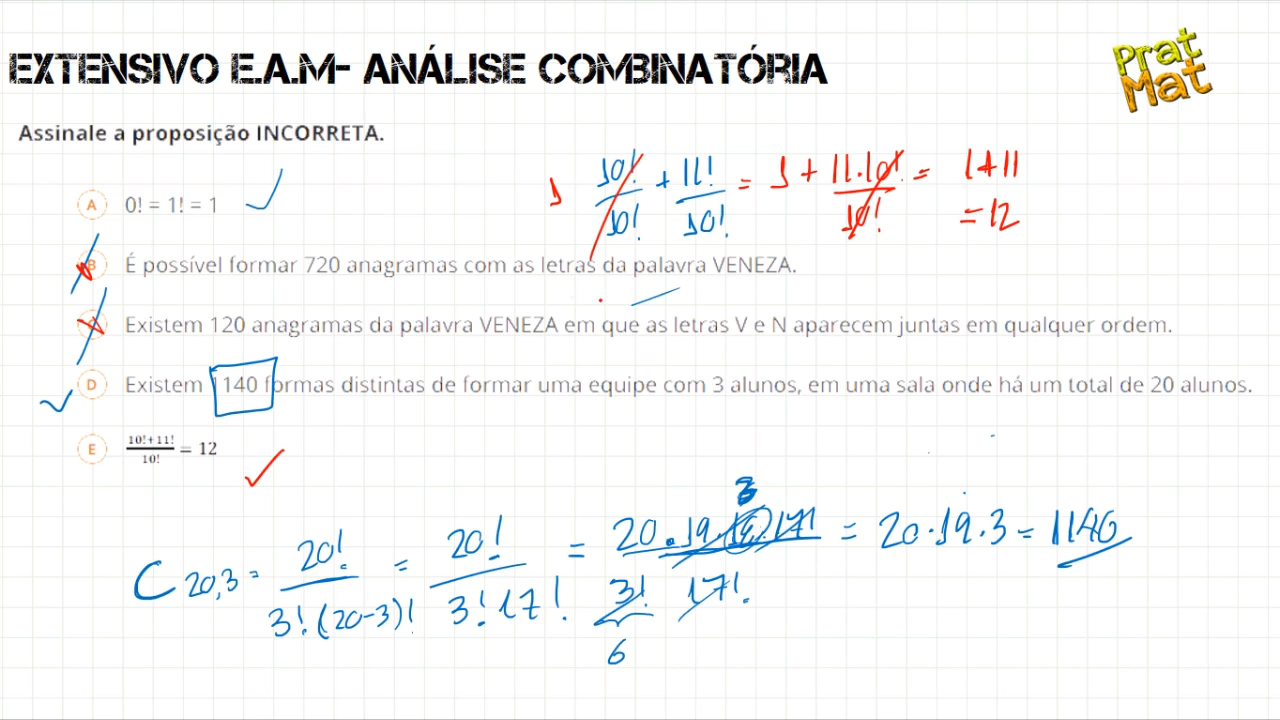 EXTENSIVO E.A.M- ANÁLISE COMBINATÓRIA
Prat
Mat
Assinale a proposição INCORRETA.
1 10!/10! + 11!/10! = 1 + 11.10!/10! = 1+11
=12
A 0! = 1! = 1
B É possível formar 720 anagramas com as letras da palavra VENEZA.
C Existem 120 anagramas da palavra VENEZA em que as letras V e N aparecem juntas em qualquer ordem.
D Existem 1140 formas distintas de formar uma equipe com 3 alunos, em uma sala onde há um total de 20 alunos.
E 10!+11!/10! = 12
C20,3 = 20!/3!(20-3)! = 20!/3!17! = 20.19.18.17!/3! 17! = 20.19.3 = 1140
3
6